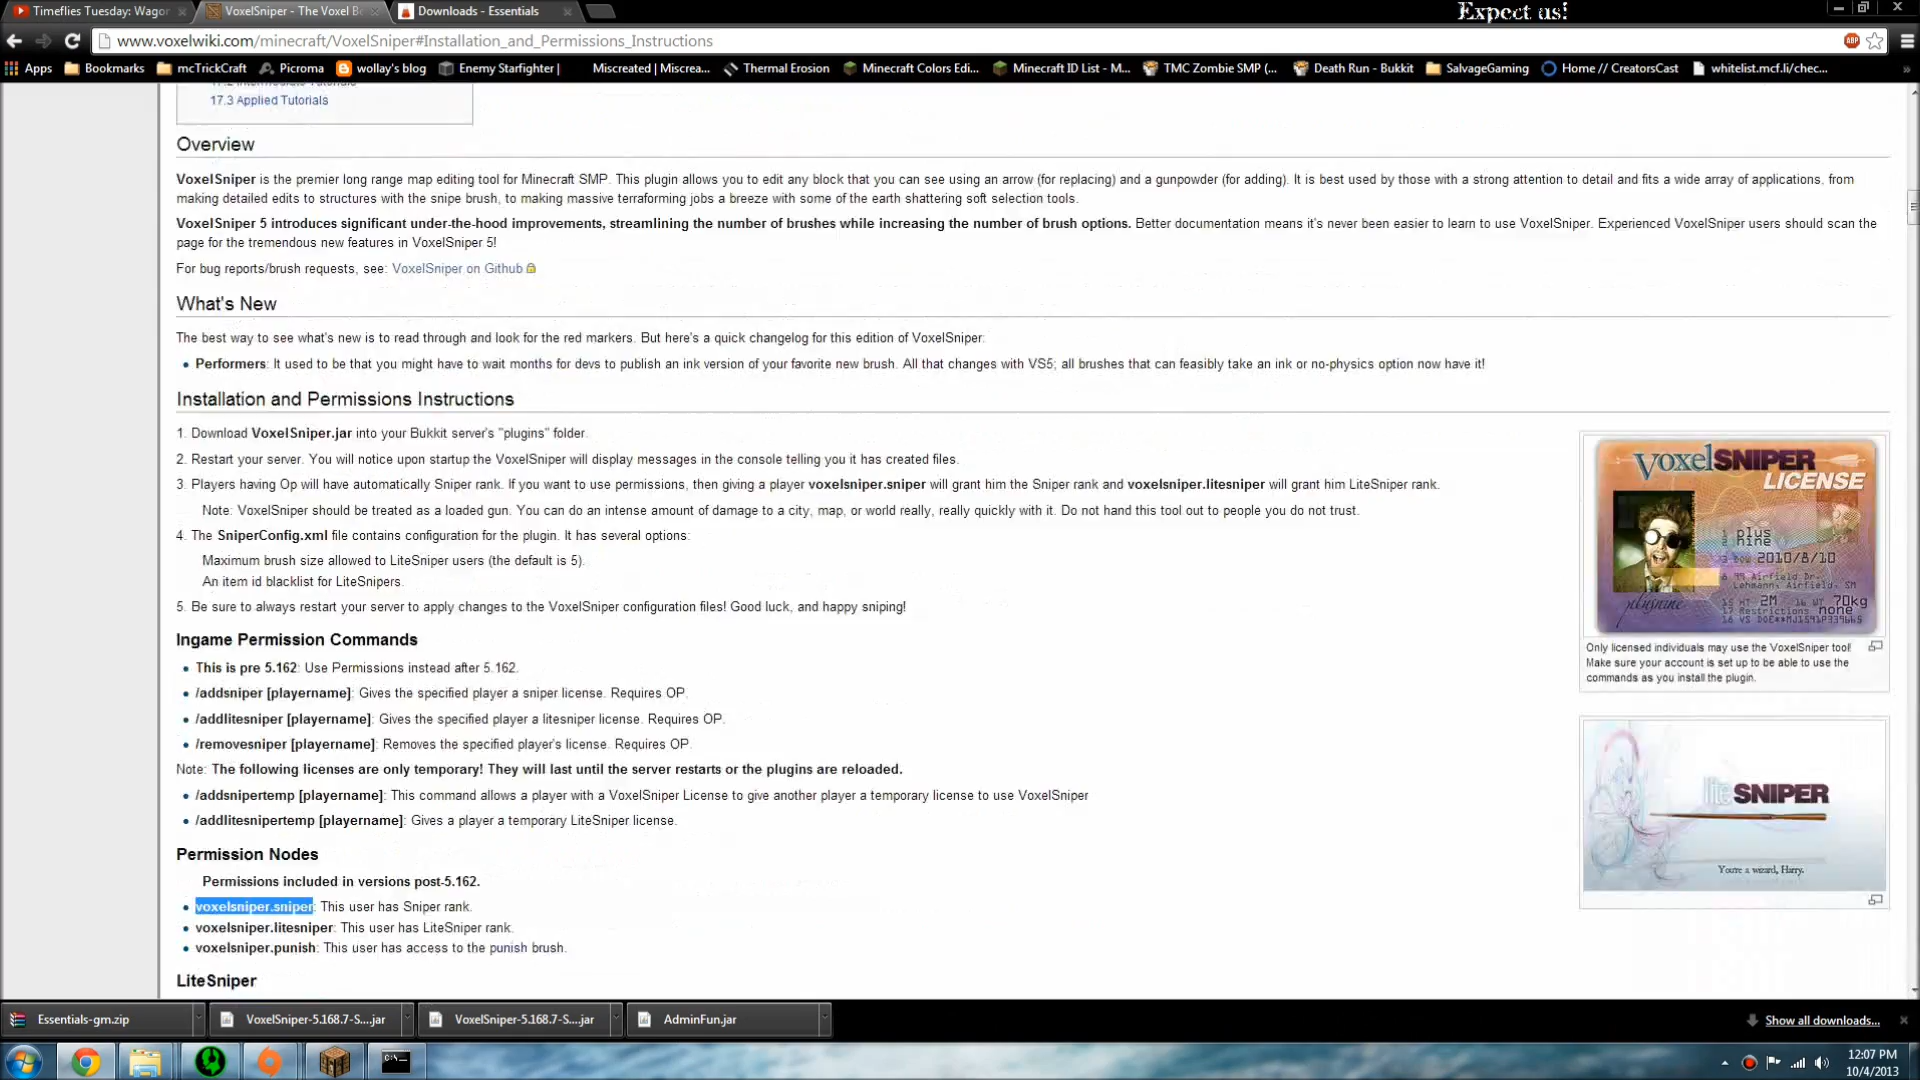 Timeflies Tuesday: Wagor
VoxelSniper - The Voxel B
Downloads - Essentials
Expect us!
www.voxelwiki.com/minecraft/VoxelSniper#Installation_and_Permissions_Instructions
ABP
Apps
Bookmarks
mcTrickCraft
Picroma
wollay's blog
Enemy Starfighter |
Miscreated | Miscrea...
Thermal Erosion
Minecraft Colors Edi...
Minecraft ID List - M...
TMC Zombie SMP (...
Death Run - Bukkit
SalvageGaming
Home // CreatorsCast
whitelist.mcf.li/chec...
17.2 Intermediate Tutorials
17.3 Applied Tutorials
Overview
VoxelSniper is the premier long range map editing tool for Minecraft SMP. This plugin allows you to edit any block that you can see using an arrow (for replacing) and a gunpowder (for adding). It is best used by those with a strong attention to detail and fits a wide array of applications, from
making detailed edits to structures with the snipe brush, to making massive terraforming jobs a breeze with some of the earth shattering soft selection tools.
VoxelSniper 5 introduces significant under-the-hood improvements, streamlining the number of brushes while increasing the number of brush options. Better documentation means it's never been easier to learn to use VoxelSniper. Experienced VoxelSniper users should scan the
page for the tremendous new features in VoxelSniper 5!
For bug reports/brush requests, see: VoxelSniper on Github
What's New
The best way to see what's new is to read through and look for the red markers. But here's a quick changelog for this edition of VoxelSniper:
Performers: It used to be that you might have to wait months for devs to publish an ink version of your favorite new brush. All that changes with VS5; all brushes that can feasibly take an ink or no-physics option now have it!
Installation and Permissions Instructions
1. Download VoxelSniper.jar into your Bukkit server's "plugins" folder.
2. Restart your server. You will notice upon startup the VoxelSniper will display messages in the console telling you it has created files.
3. Players having Op will have automatically Sniper rank. If you want to use permissions, then giving a player voxelsniper.sniper will grant him the Sniper rank and voxelsniper.litesniper will grant him LiteSniper rank.
Note: VoxelSniper should be treated as a loaded gun. You can do an intense amount of damage to a city, map, or world really, really quickly with it. Do not hand this tool out to people you do not trust.
4. The SniperConfig.xml file contains configuration for the plugin. It has several options:
Maximum brush size allowed to LiteSniper users (the default is 5).
An item id blacklist for LiteSnipers.
5. Be sure to always restart your server to apply changes to the VoxelSniper configuration files! Good luck, and happy sniping!
voxelSNIPER
LICENSE
plus
nine
2010/8/10
Airfield Dr.
Lehmann, Airfield, SM
2M
70kg
Restrictions none
plusnine
Only licensed individuals may use the VoxelSniper tool!
Make sure your account is set up to be able to use the
commands as you install the plugin.
Ingame Permission Commands
This is pre 5.162: Use Permissions instead after 5.162.
/addsniper [playername]: Gives the specified player a sniper license. Requires OP.
/addlitesniper [playername]: Gives the specified player a litesniper license. Requires OP.
/removesniper [playername]: Removes the specified player's license. Requires OP.
Note: The following licenses are only temporary! They will last until the server restarts or the plugins are reloaded.
/addsnipertemp [playername]: This command allows a player with a VoxelSniper License to give another player a temporary license to use VoxelSniper
/addlitesnipertemp [playername]: Gives a player a temporary LiteSniper license.
liteSNIPER
You're a wizard, Harry.
Permission Nodes
Permissions included in versions post-5.162.
voxelsniper.sniper: This user has Sniper rank.
voxelsniper.litesniper: This user has LiteSniper rank.
voxelsniper.punish: This user has access to the punish brush.
LiteSniper
Essentials-gm.zip
VoxelSniper-5.168.7-S....jar
VoxelSniper-5.168.7-S....jar
AdminFun.jar
Show all downloads...
C:\
12:07 PM
10/4/2013